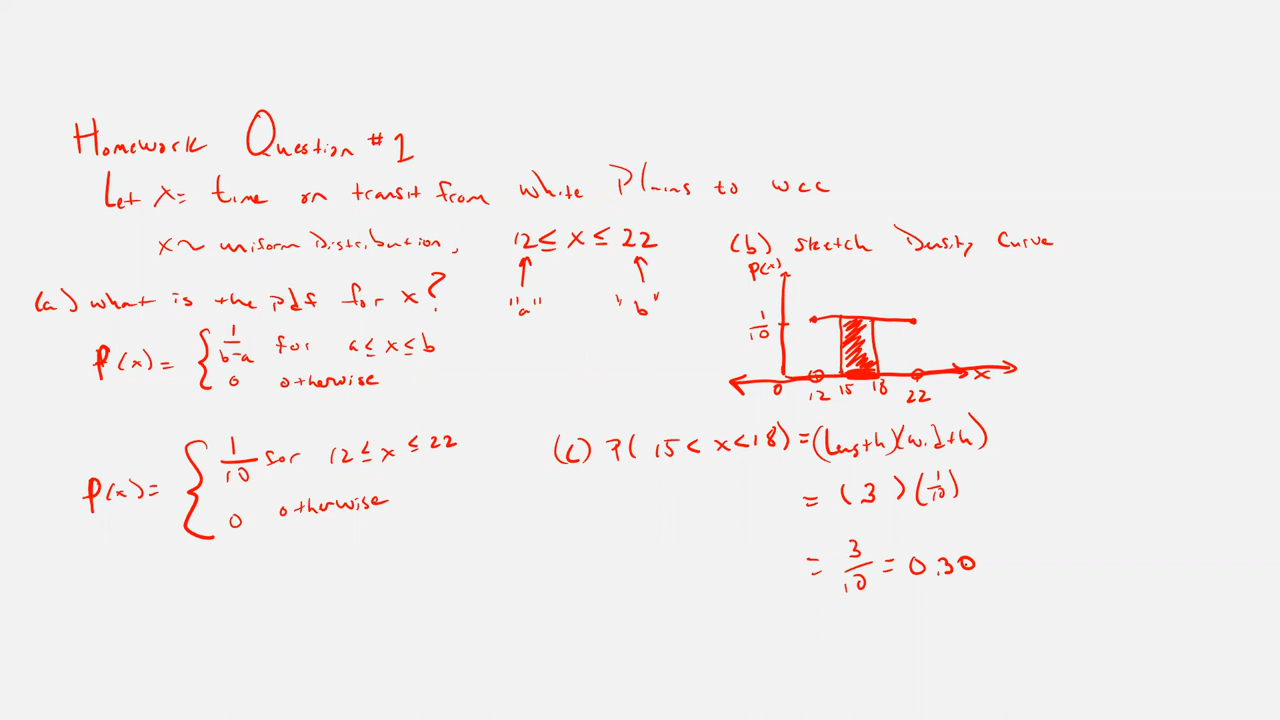 Homework Question #1
Let x = time on transit from White Plains to WCC
x ~ uniform Distribution, 12 ≤ x ≤ 22
"a" "b"
(a) what is the pdf for x?
P(x) = { 1/(b-a) for a ≤ x ≤ b
0 otherwise
P(x) = { 1/10 for 12 ≤ x ≤ 22
0 otherwise
(b) sketch Density Curve
P(x)
1/10
0 12 15 18 22 x
(c) P(15 < x < 18) = (length)(width)
= (3)(1/10)
= 3/10 = 0.30